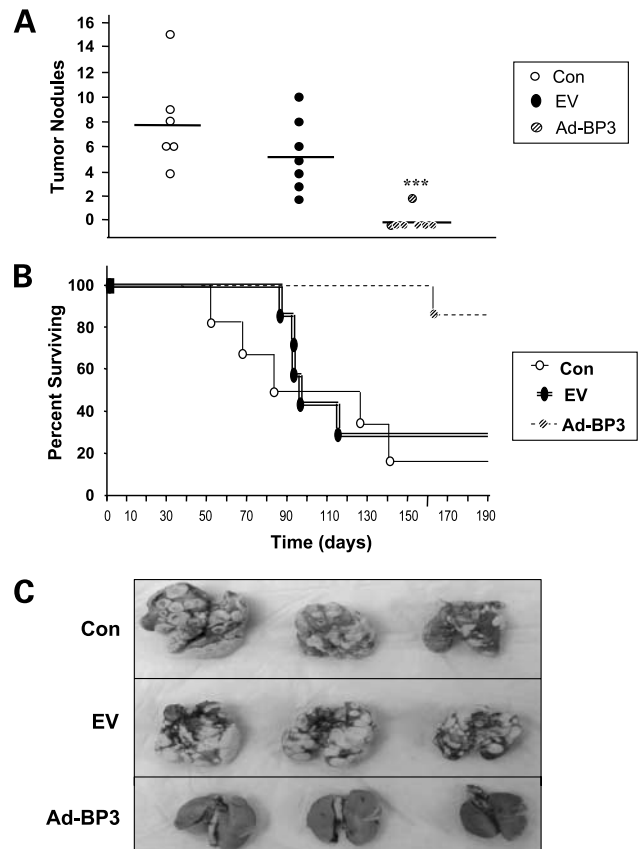 A
Tumor Nodules
16
14
12
10
8
6
4
2
0
***
Con
EV
Ad-BP3
B
Percent Surviving
100
80
60
40
20
0
0 10 30 50 70 90 110 130 150 170 190
Time (days)
Con
EV
Ad-BP3
C
Con
EV
Ad-BP3